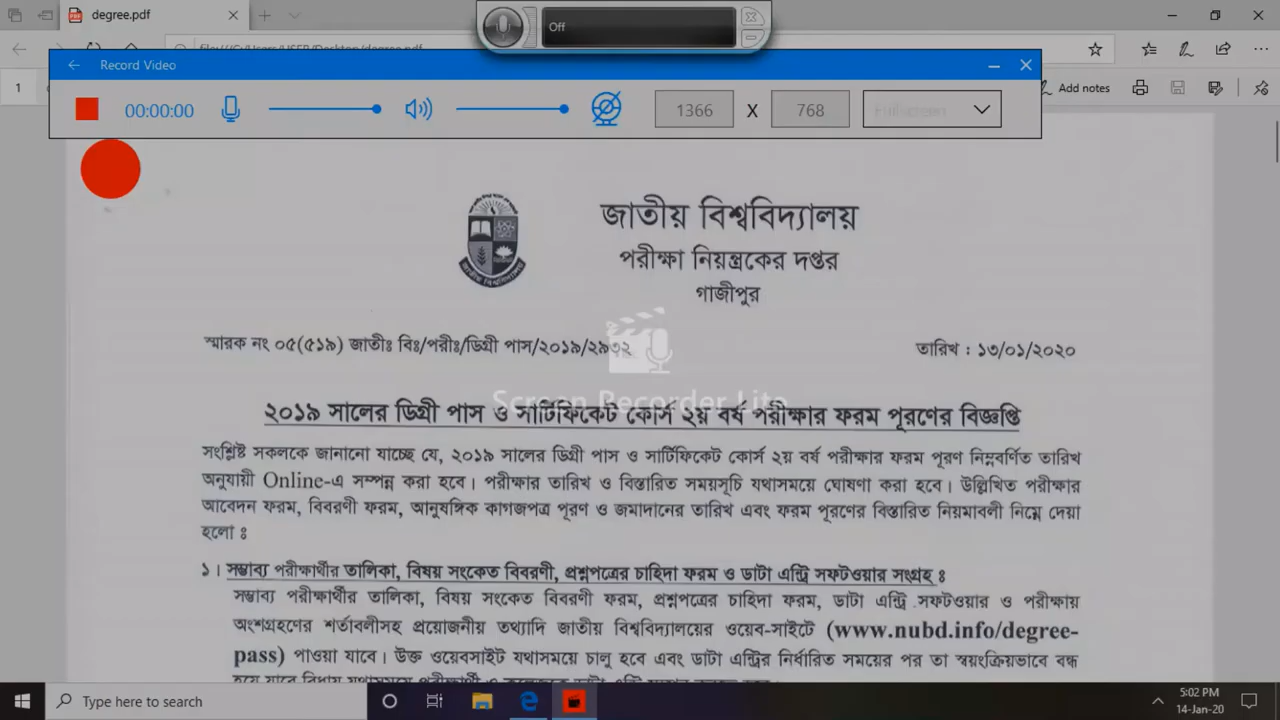 degree.pdf
Off
Record Video
00:00:00
1366 X 768
Fullscreen
1
Add notes
জাতীয় বিশ্ববিদ্যালয়
পরীক্ষা নিয়ন্ত্রকের দপ্তর
গাজীপুর
স্মারক নং ০৫(৫১৯) জাতীঃ বিঃ/পরীঃ/ডিগ্রী পাস/২০১৯/২৯৩২
তারিখ : ১৩/০১/২০২০
Screen Recorder Lite
২০১৯ সালের ডিগ্রী পাস ও সার্টিফিকেট কোর্স ২য় বর্ষ পরীক্ষার ফরম পূরণের বিজ্ঞপ্তি
সংশ্লিষ্ট সকলকে জানানো যাচ্ছে যে, ২০১৯ সালের ডিগ্রী পাস ও সার্টিফিকেট কোর্স ২য় বর্ষ পরীক্ষার ফরম পূরণ নিম্নবর্ণিত তারিখ
অনুযায়ী Online-এ সম্পন্ন করা হবে। পরীক্ষার তারিখ ও বিস্তারিত সময়সূচি যথাসময়ে ঘোষণা করা হবে। উল্লিখিত পরীক্ষার
আবেদন ফরম, বিবরণী ফরম, আনুষঙ্গিক কাগজপত্র পূরণ ও জমাদানের তারিখ এবং ফরম পূরণের বিস্তারিত নিয়মাবলী নিম্নে দেয়া
হলো ঃ
১। সম্ভাব্য পরীক্ষার্থীর তালিকা, বিষয় সংকেত বিবরণী, প্রশ্নপত্রের চাহিদা ফরম ও ডাটা এন্ট্রি সফটওয়ার সংগ্রহ ঃ
সম্ভাব্য পরীক্ষার্থীর তালিকা, বিষয় সংকেত বিবরণী ফরম, প্রশ্নপত্রের চাহিদা ফরম, ডাটা এন্ট্রি সফটওয়ার ও পরীক্ষায়
অংশগ্রহণের শর্তাবলীসহ প্রয়োজনীয় তথ্যাদি জাতীয় বিশ্ববিদ্যালয়ের ওয়েব-সাইটে (www.nubd.info/degree-
pass) পাওয়া যাবে। উক্ত ওয়েবসাইট যথাসময়ে চালু হবে এবং ডাটা এন্ট্রির নির্ধারিত সময়ের পর তা স্বয়ংক্রিয়ভাবে বন্ধ
Type here to search
5:02 PM
14-Jan-20